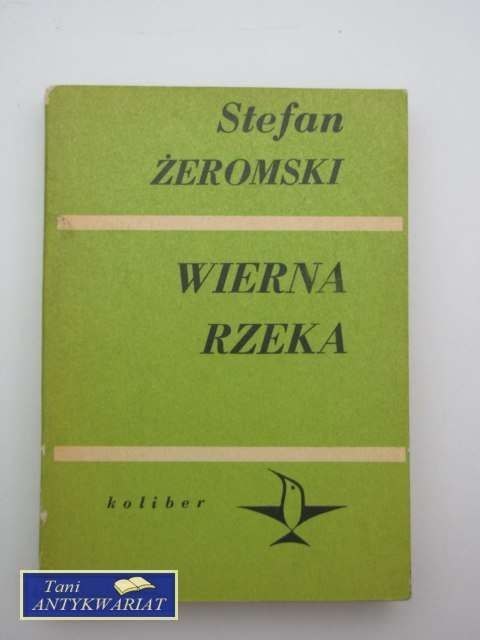 Stefan
ŻEROMSKI
WIERNA
RZEKA
koliber
Tani
ANTYKWARIAT